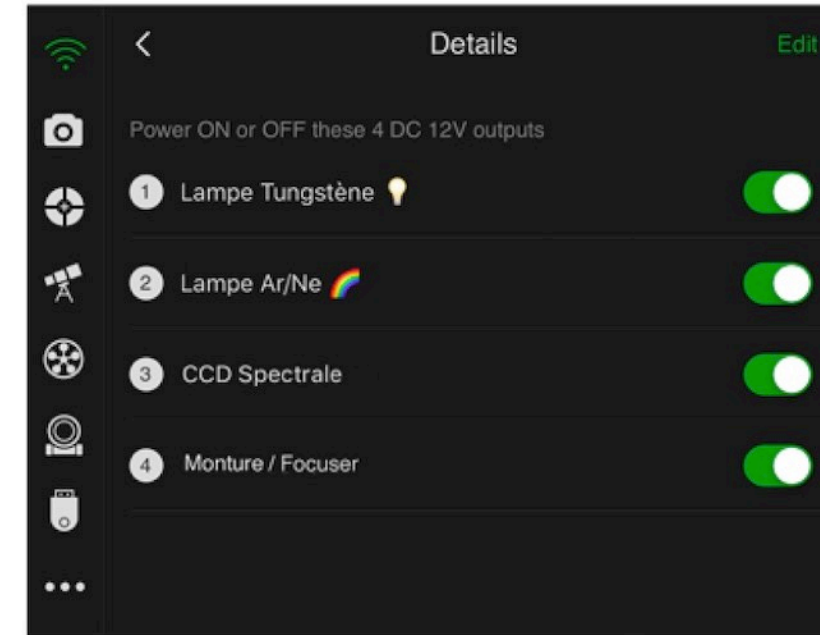 Details
Edit
Power ON or OFF these 4 DC 12V outputs
1 Lampe Tungstène 💡
2 Lampe Ar/Ne 🌈
3 CCD Spectrale
4 Monture / Focuser